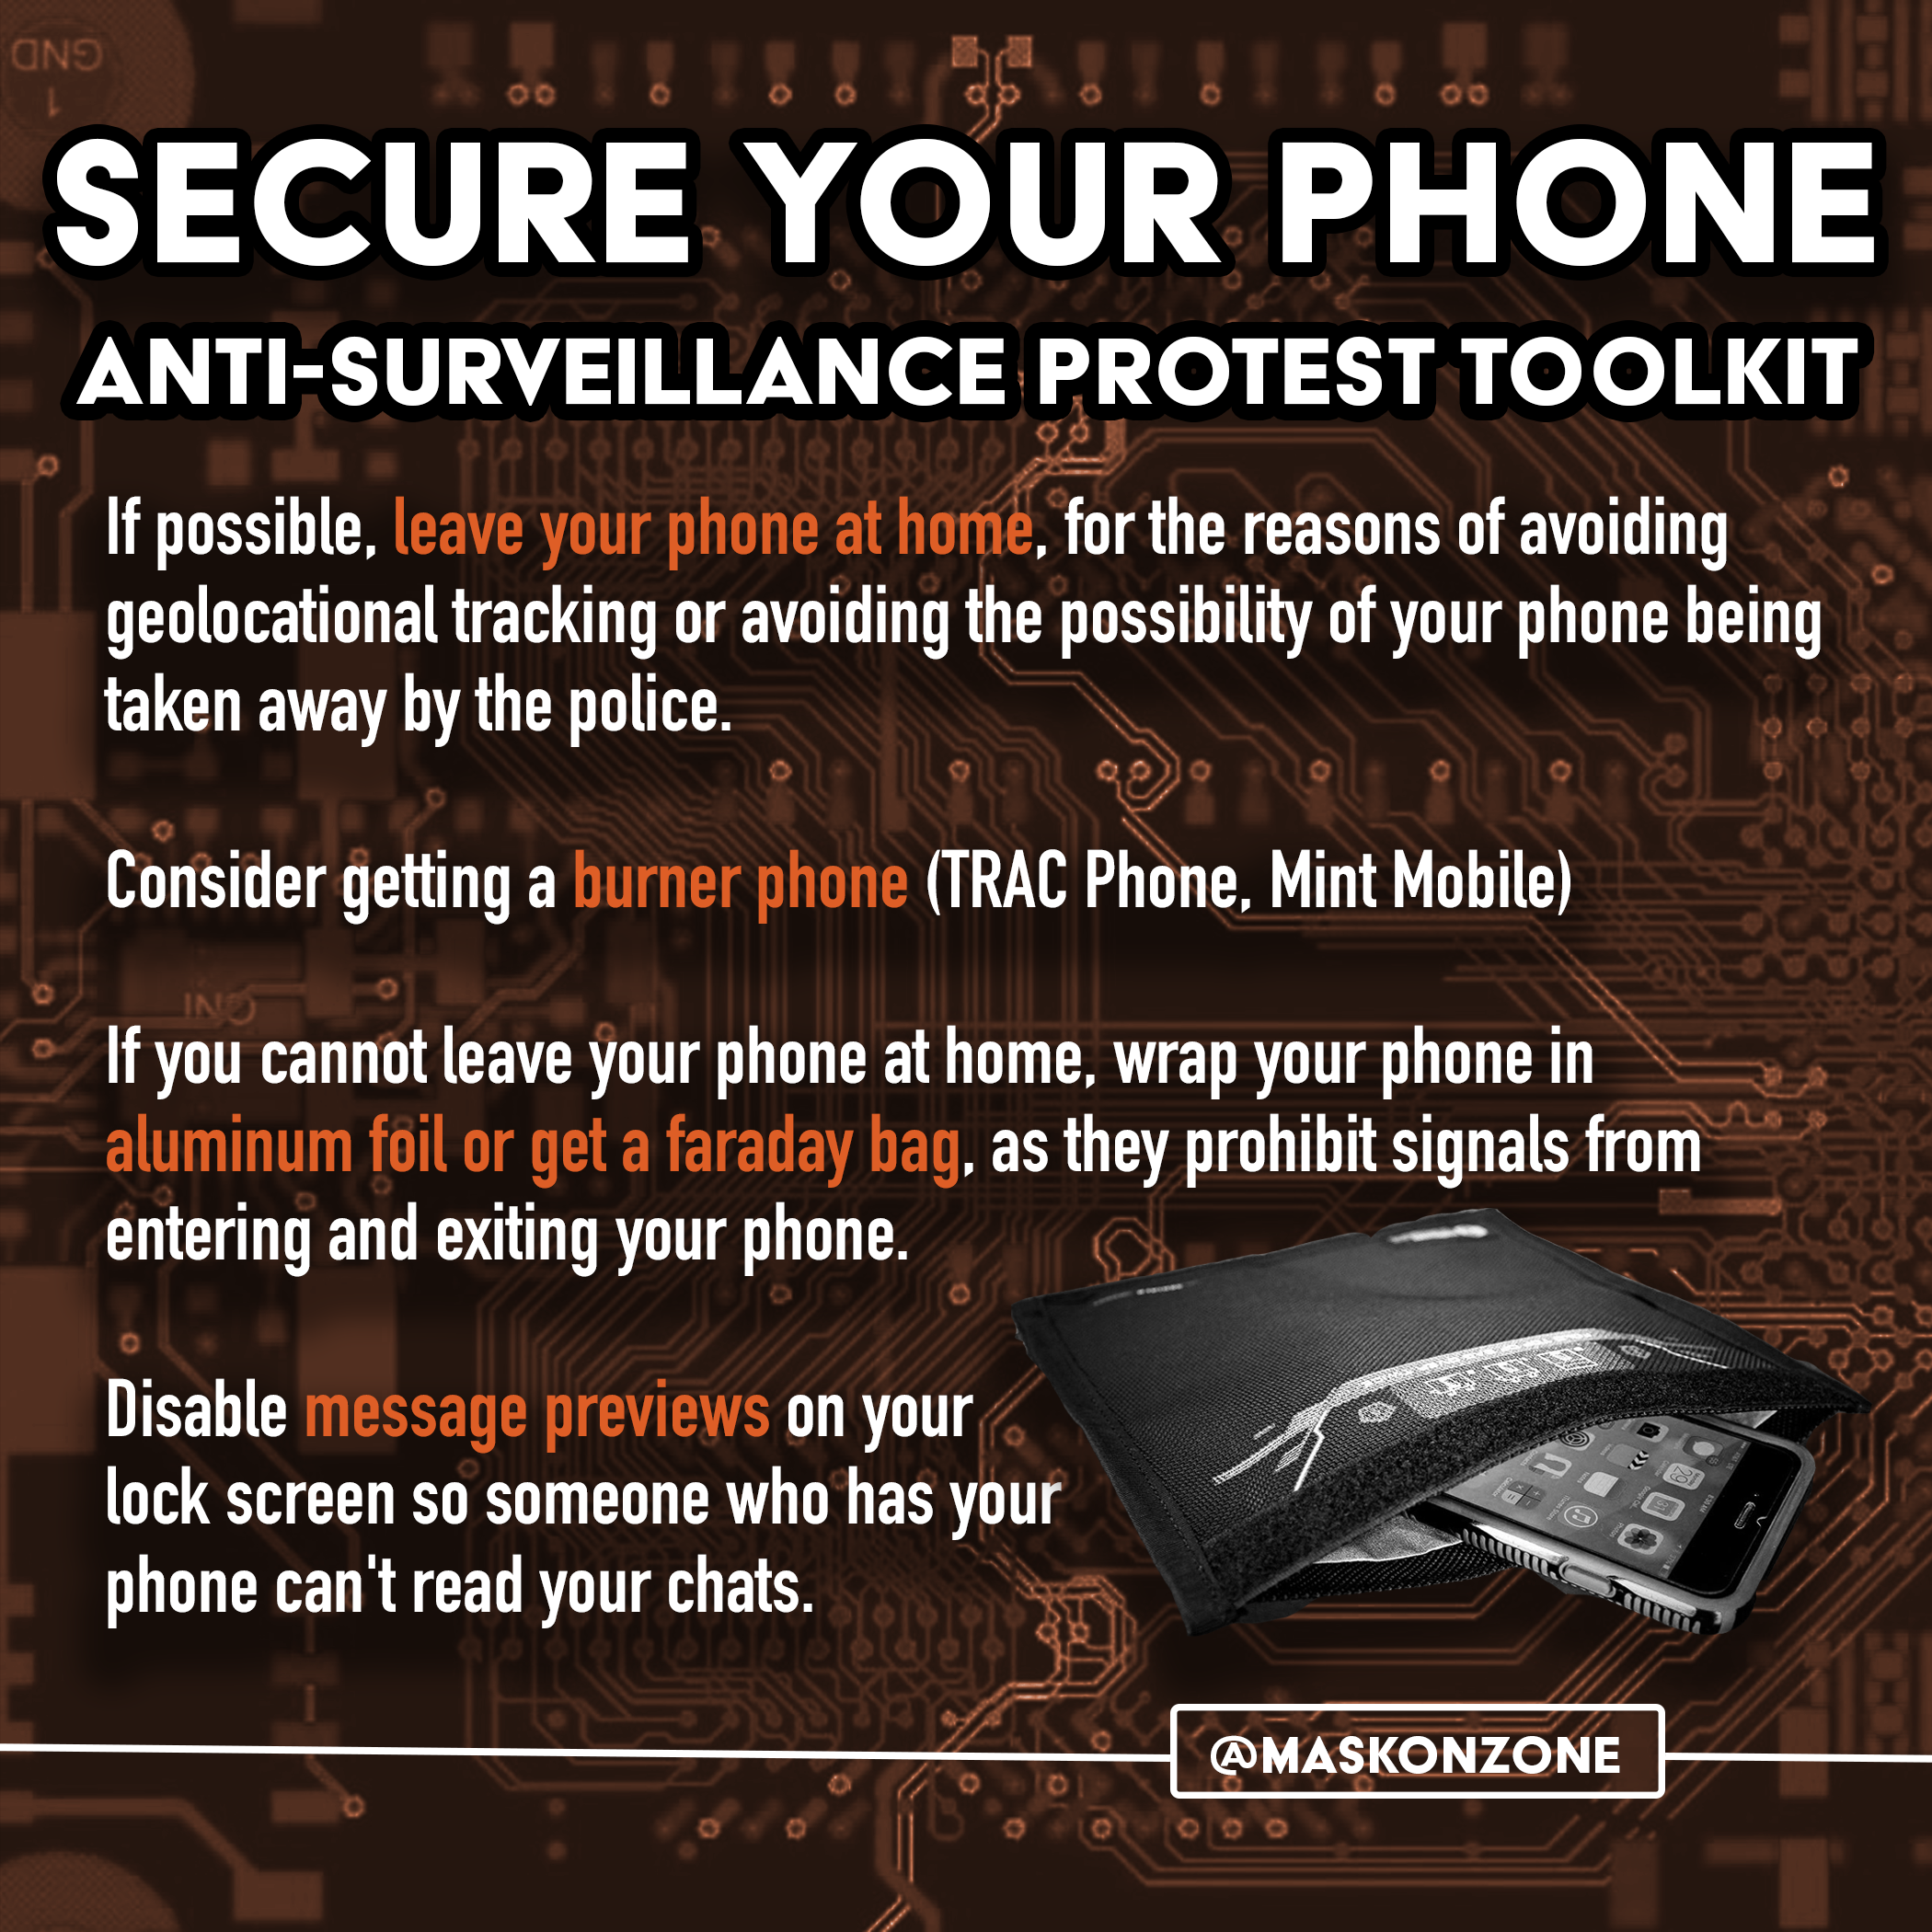 GND
1
SECURE YOUR PHONE
ANTI-SURVEILLANCE PROTEST TOOLKIT
If possible, leave your phone at home, for the reasons of avoiding
geolocational tracking or avoiding the possibility of your phone being
taken away by the police.
Consider getting a burner phone (TRAC Phone, Mint Mobile)
If you cannot leave your phone at home, wrap your phone in
aluminum foil or get a faraday bag, as they prohibit signals from
entering and exiting your phone.
Disable message previews on your
lock screen so someone who has your
phone can't read your chats.
@MASKONZONE